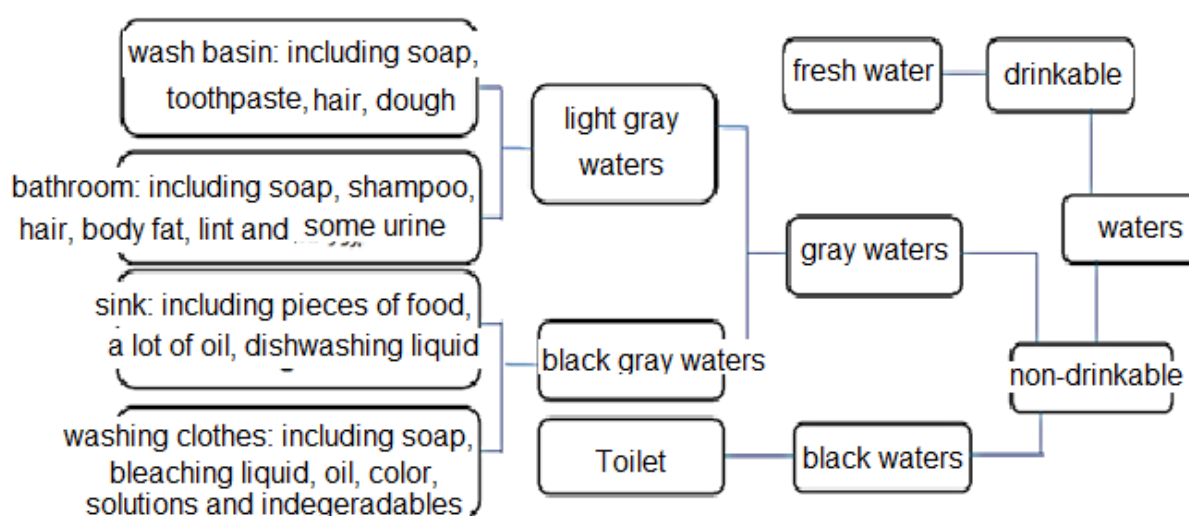 wash basin: including soap,
toothpaste, hair, dough
bathroom: including soap, shampoo,
hair, body fat, lint and some urine
sink: including pieces of food,
a lot of oil, dishwashing liquid
washing clothes: including soap,
bleaching liquid, oil, color,
solutions and indegeradables
light gray
waters
black gray waters
Toilet
fresh water
drinkable
gray waters
waters
non-drinkable
black waters